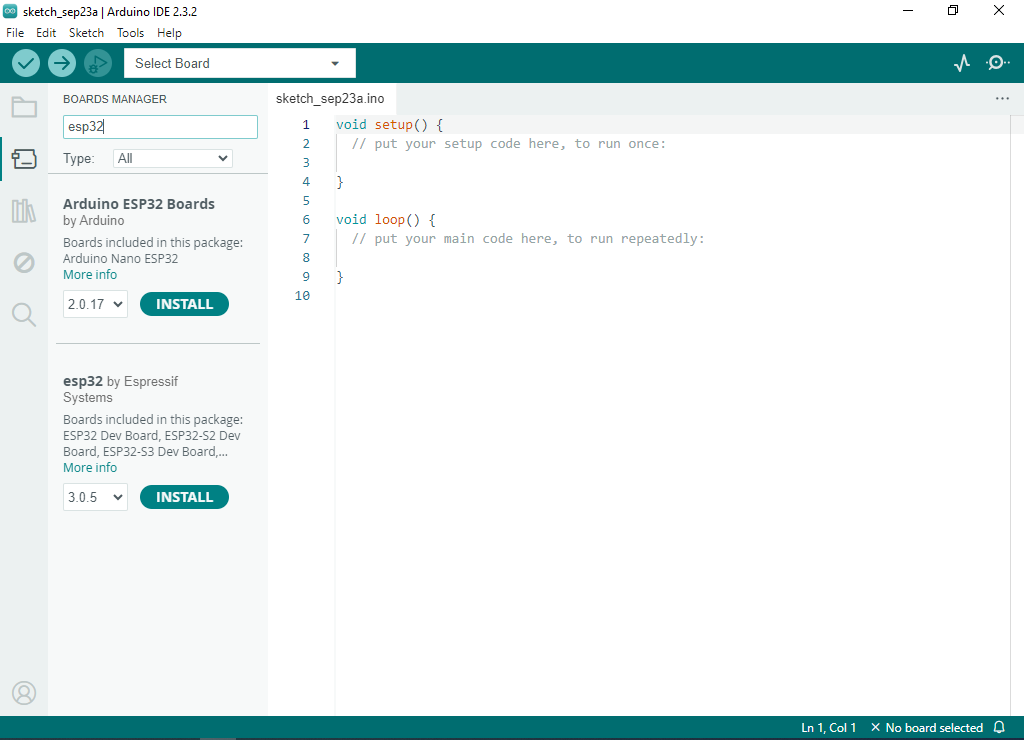 sketch_sep23a | Arduino IDE 2.3.2
File Edit Sketch Tools Help
Select Board
BOARDS MANAGER
esp32
Type: All
Arduino ESP32 Boards
by Arduino
Boards included in this package:
Arduino Nano ESP32
More info
2.0.17 INSTALL
esp32 by Espressif
Systems
Boards included in this package:
ESP32 Dev Board, ESP32-S2 Dev
Board, ESP32-S3 Dev Board,...
More info
3.0.5 INSTALL
sketch_sep23a.ino
1 void setup() {
2 // put your setup code here, to run once:
3
4 }
5
6 void loop() {
7 // put your main code here, to run repeatedly:
8
9 }
10
Ln 1, Col 1 × No board selected